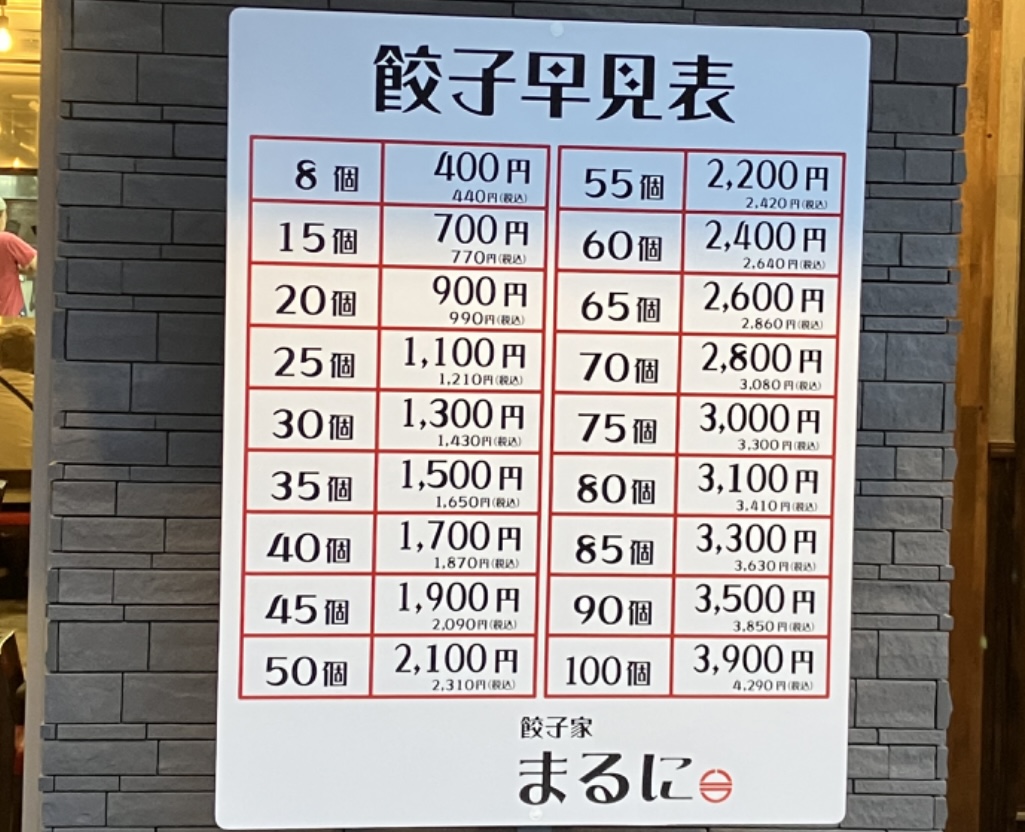 餃子早見表
8個 400円
440円(税込)
15個 700円
770円(税込)
20個 900円
990円(税込)
25個 1,100円
1,210円(税込)
30個 1,300円
1,430円(税込)
35個 1,500円
1,650円(税込)
40個 1,700円
1,870円(税込)
45個 1,900円
2,090円(税込)
50個 2,100円
2,310円(税込)
55個 2,200円
2,420円(税込)
60個 2,400円
2,640円(税込)
65個 2,600円
2,860円(税込)
70個 2,800円
3,080円(税込)
75個 3,000円
3,300円(税込)
80個 3,100円
3,410円(税込)
85個 3,300円
3,630円(税込)
90個 3,500円
3,850円(税込)
100個 3,900円
4,290円(税込)
餃子家
まるに